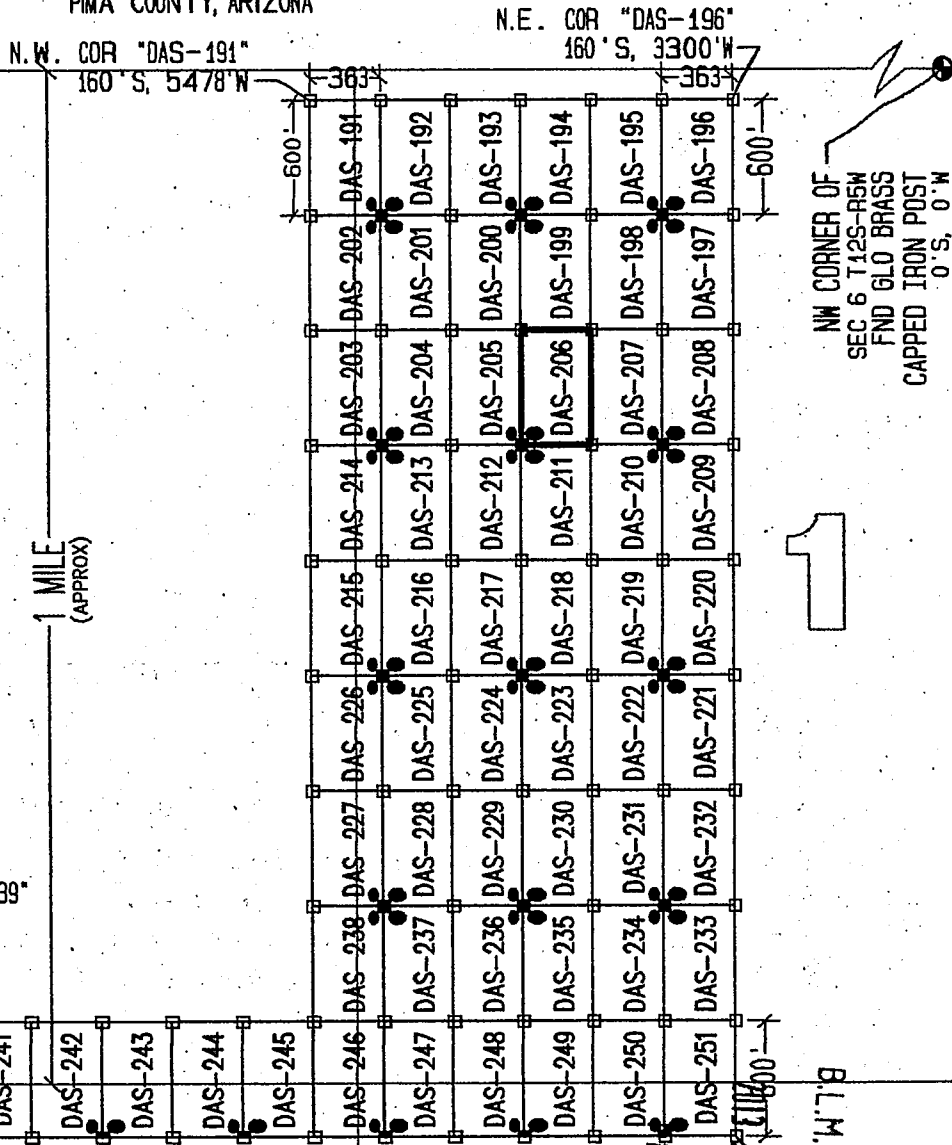 PIMA COUNTY, ARIZONA
N.W. COR "DAS-191"
160'S, 5478'W
N.E. COR "DAS-196"
160'S, 3300'W
363
363
600'
600'
NW CORNER OF
SEC 6 T12S-R5W
FND GLO BRASS
CAPPED IRON POST
0'S, 0'W
DAS-191
DAS-192
DAS-193
DAS-194
DAS-195
DAS-196
DAS-202
DAS-201
DAS-200
DAS-199
DAS-198
DAS-197
DAS-203
DAS-204
DAS-205
DAS-206
DAS-207
DAS-208
DAS-214
DAS-213
DAS-212
DAS-211
DAS-210
DAS-209
1 MILE
(APPROX)
1
DAS-215
DAS-216
DAS-217
DAS-218
DAS-219
DAS-220
DAS-226
DAS-225
DAS-224
DAS-223
DAS-222
DAS-221
DAS-227
DAS-228
DAS-229
DAS-230
DAS-231
DAS-232
39"
DAS-238
DAS-237
DAS-236
DAS-235
DAS-234
DAS-233
DAS-241
DAS-242
DAS-243
DAS-244
DAS-245
DAS-246
DAS-247
DAS-248
DAS-249
DAS-250
DAS-251
B.L.M.